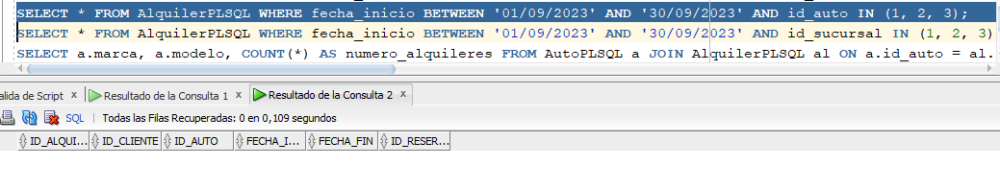 SELECT * FROM AlquilerPLSQL WHERE fecha_inicio BETWEEN '01/09/2023' AND '30/09/2023' AND id_auto IN (1, 2, 3);
SELECT * FROM AlquilerPLSQL WHERE fecha_inicio BETWEEN '01/09/2023' AND '30/09/2023' AND id_sucursal IN (1, 2, 3)
SELECT a.marca, a.modelo, COUNT(*) AS numero_alquileres FROM AutoPLSQL a JOIN AlquilerPLSQL al ON a.id_auto = al.
alida de Script x Resultado de la Consulta 1 x Resultado de la Consulta 2 x
SQL | Todas las Filas Recuperadas: 0 en 0,109 segundos
ID_ALQUI... ID_CLIENTE ID_AUTO FECHA_I... FECHA_FIN ID_RESER...